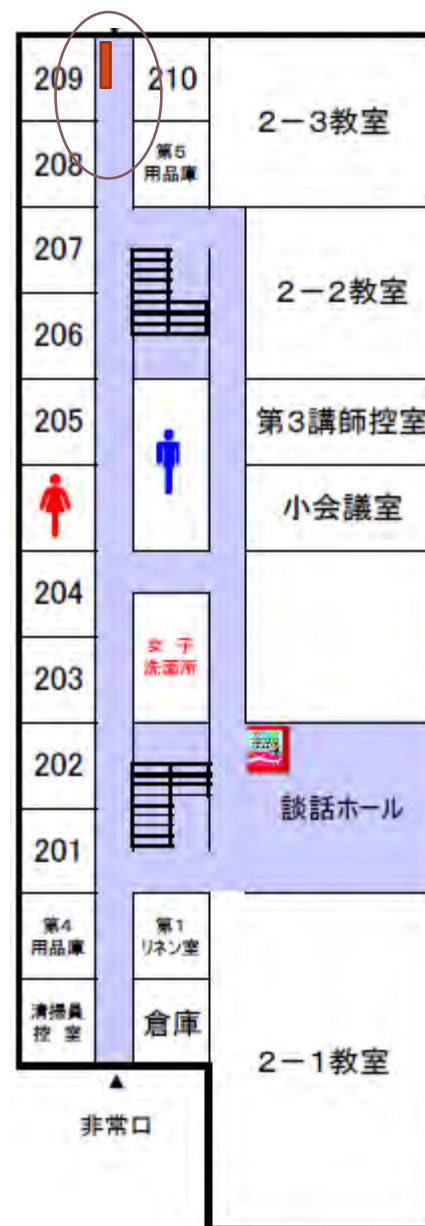 209
210
2－3教室
208
第5
用品庫
207
2－2教室
206
205
第3講師控室
小会議室
204
女 子
洗面所
203
202
談話ホール
201
第4
用品庫
第1
リネン室
清掃員
控 室
倉庫
2－1教室
▲
非常口